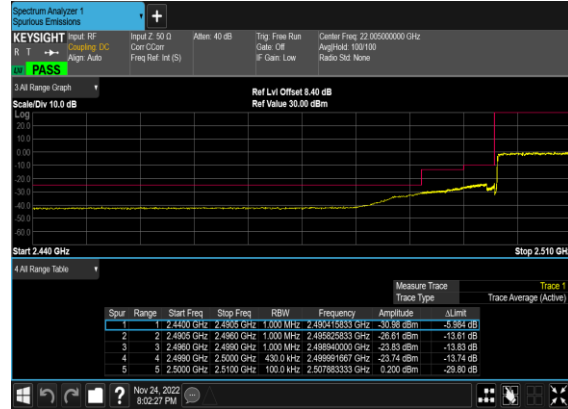 Spectrum Analyzer 1
Spurious Emissions
KEYSIGHT Input: RF Input Z: 50 Ω Atten: 40 dB Trig: Free Run Center Freq: 22.005000000 GHz
R T Coupling: DC Corr CCorr Gate: Off Avg|Hold: 100/100
Align: Auto Freq Ref: Int (S) IF Gain: Low Radio Std: None
PASS
3 All Range Graph
Ref Lvl Offset 8.40 dB
Scale/Div 10.0 dB Ref Value 30.00 dBm
Log
20.0
10.0
0.00
-10.0
-20.0
-30.0
-40.0
-50.0
-60.0
Start 2.440 GHz Stop 2.510 GHz
4 All Range Table
Measure Trace Trace 1
Trace Type Trace Average (Active)
Spur Range Start Freq Stop Freq RBW Frequency Amplitude ΔLimit
1 1 2.4400 GHz 2.4905 GHz 1.000 MHz 2.490415833 GHz -30.98 dBm -5.984 dB
2 2 2.4905 GHz 2.4960 GHz 1.000 MHz 2.495825833 GHz -26.61 dBm -13.61 dB
3 3 2.4960 GHz 2.4990 GHz 1.000 MHz 2.498940000 GHz -23.83 dBm -13.83 dB
4 4 2.4990 GHz 2.5000 GHz 430.0 kHz 2.499991667 GHz -23.74 dBm -13.74 dB
5 5 2.5000 GHz 2.5100 GHz 100.0 kHz 2.507883333 GHz 0.200 dBm -29.80 dB
?
Nov 24, 2022
8:02:27 PM